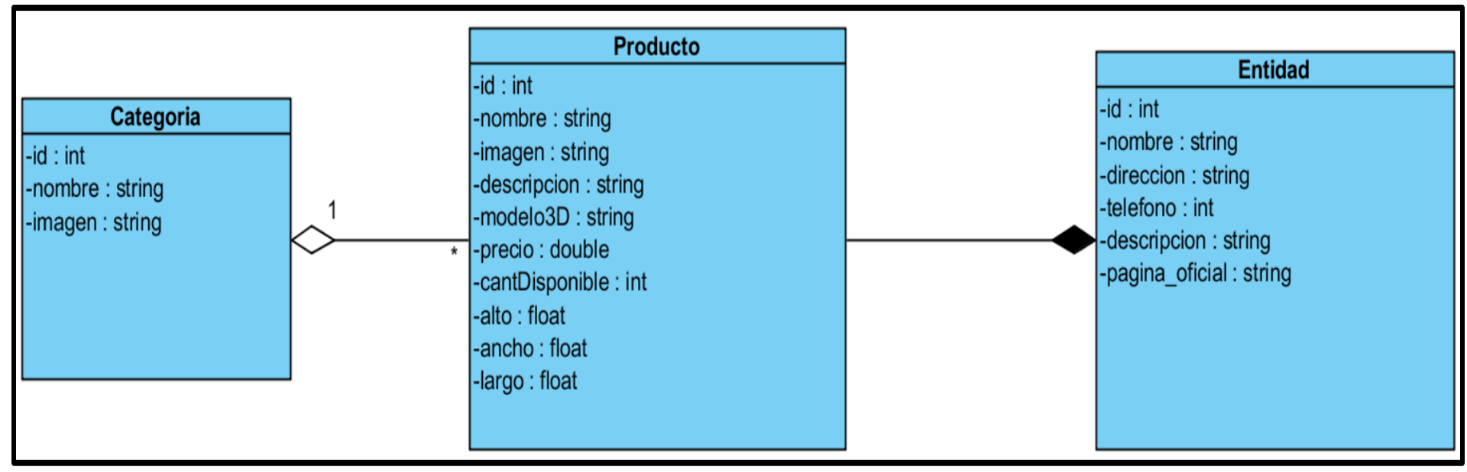 Categoria
-id : int
-nombre : string
-imagen : string
1
*
Producto
-id : int
-nombre : string
-imagen : string
-descripcion : string
-modelo3D : string
-precio : double
-cantDisponible : int
-alto : float
-ancho : float
-largo : float
Entidad
-id : int
-nombre : string
-direccion : string
-telefono : int
-descripcion : string
-pagina_oficial : string